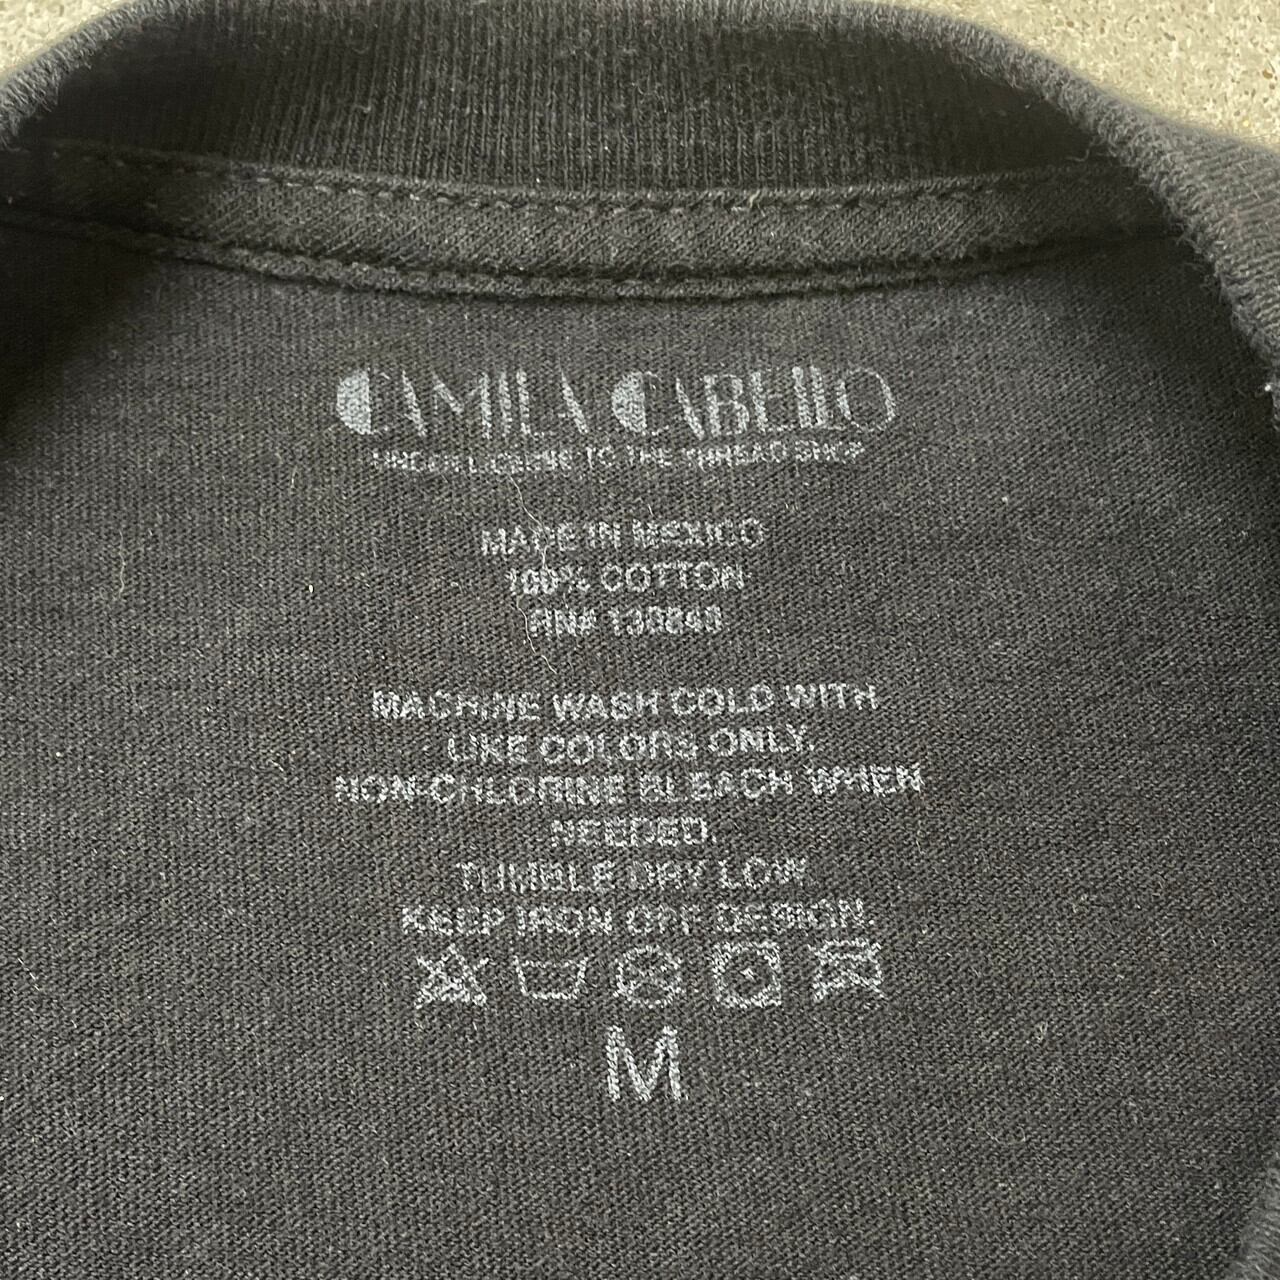 CAMILA CABELLO
UNDER LICENSE TO THE THREAD SHOP
MADE IN MEXICO
100% COTTON
RN# 130840
MACHINE WASH COLD WITH
LIKE COLORS ONLY.
NON-CHLORINE BLEACH WHEN
NEEDED.
TUMBLE DRY LOW
KEEP IRON OFF DESIGN.
M